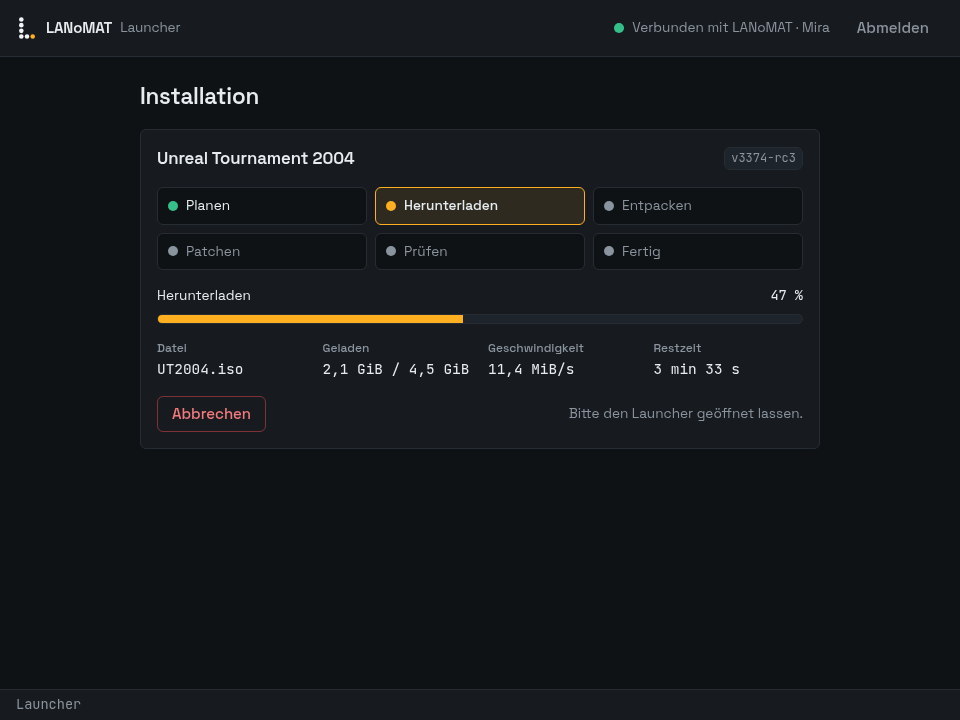 LANoMAT Launcher
Verbunden mit LANoMAT · Mira
Abmelden
Installation
Unreal Tournament 2004
v3374-rc3
Planen
Herunterladen
Entpacken
Patchen
Prüfen
Fertig
Herunterladen
47 %
Datei
Geladen
Geschwindigkeit
Restzeit
UT2004.iso
2,1 GiB / 4,5 GiB
11,4 MiB/s
3 min 33 s
Abbrechen
Bitte den Launcher geöffnet lassen.
Launcher